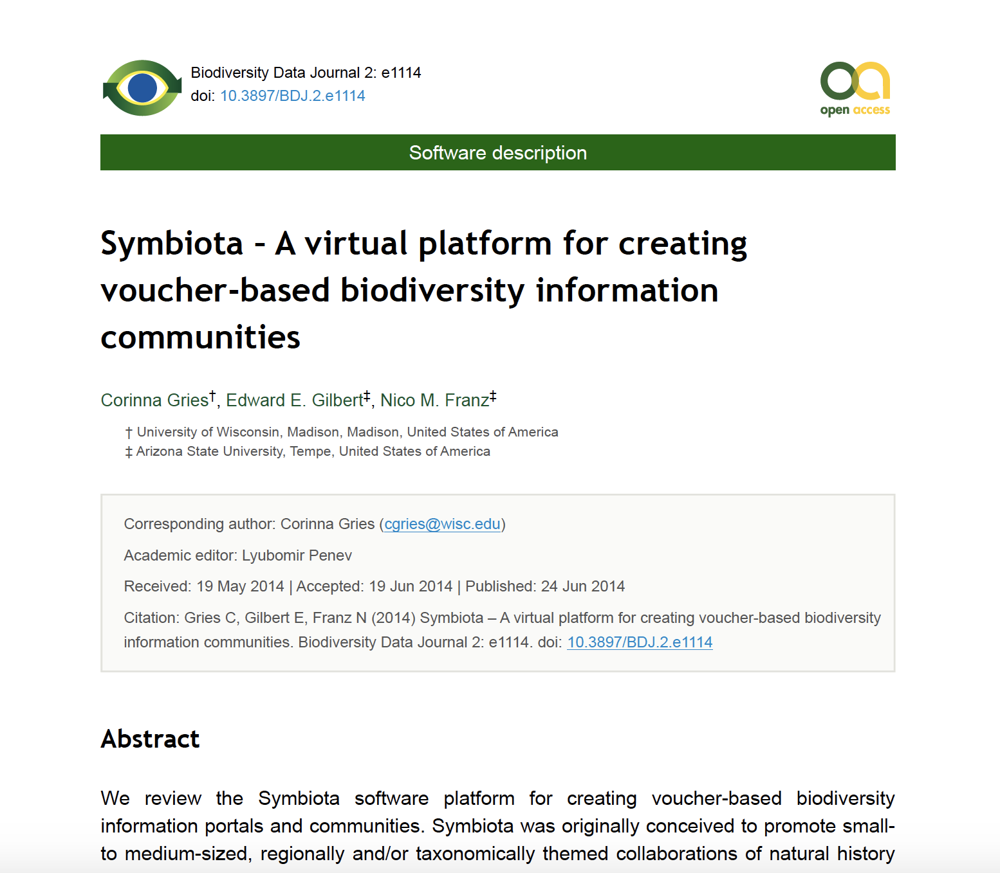 Biodiversity Data Journal 2: e1114
doi: 10.3897/BDJ.2.e1114
open access
Software description
Symbiota – A virtual platform for creating
voucher-based biodiversity information
communities
Corinna Gries†, Edward E. Gilbert‡, Nico M. Franz‡
† University of Wisconsin, Madison, Madison, United States of America
‡ Arizona State University, Tempe, United States of America
Corresponding author: Corinna Gries (cgries@wisc.edu)
Academic editor: Lyubomir Penev
Received: 19 May 2014 | Accepted: 19 Jun 2014 | Published: 24 Jun 2014
Citation: Gries C, Gilbert E, Franz N (2014) Symbiota – A virtual platform for creating voucher-based biodiversity
information communities. Biodiversity Data Journal 2: e1114. doi: 10.3897/BDJ.2.e1114
Abstract
We review the Symbiota software platform for creating voucher-based biodiversity
information portals and communities. Symbiota was originally conceived to promote small-
to medium-sized, regionally and/or taxonomically themed collaborations of natural history